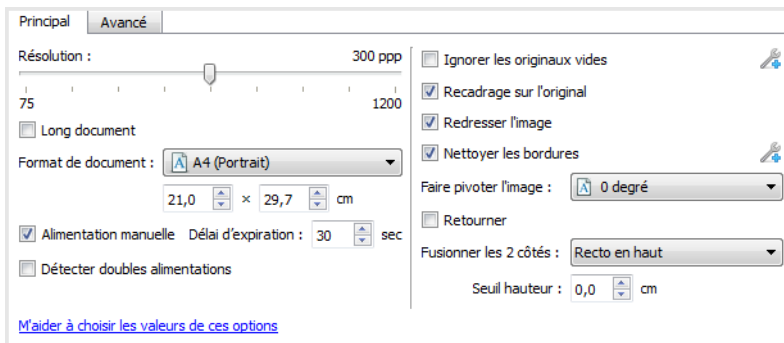 Principal Avancé
Résolution : 300 ppp
75 1200
Long document
Format de document : A4 (Portrait)
21,0 × 29,7 cm
Alimentation manuelle Délai d'expiration : 30 sec
Détecter doubles alimentations
M'aider à choisir les valeurs de ces options
Ignorer les originaux vides
Recadrage sur l'original
Redresser l'image
Nettoyer les bordures
Faire pivoter l'image : 0 degré
Retourner
Fusionner les 2 côtés : Recto en haut
Seuil hauteur : 0,0 cm